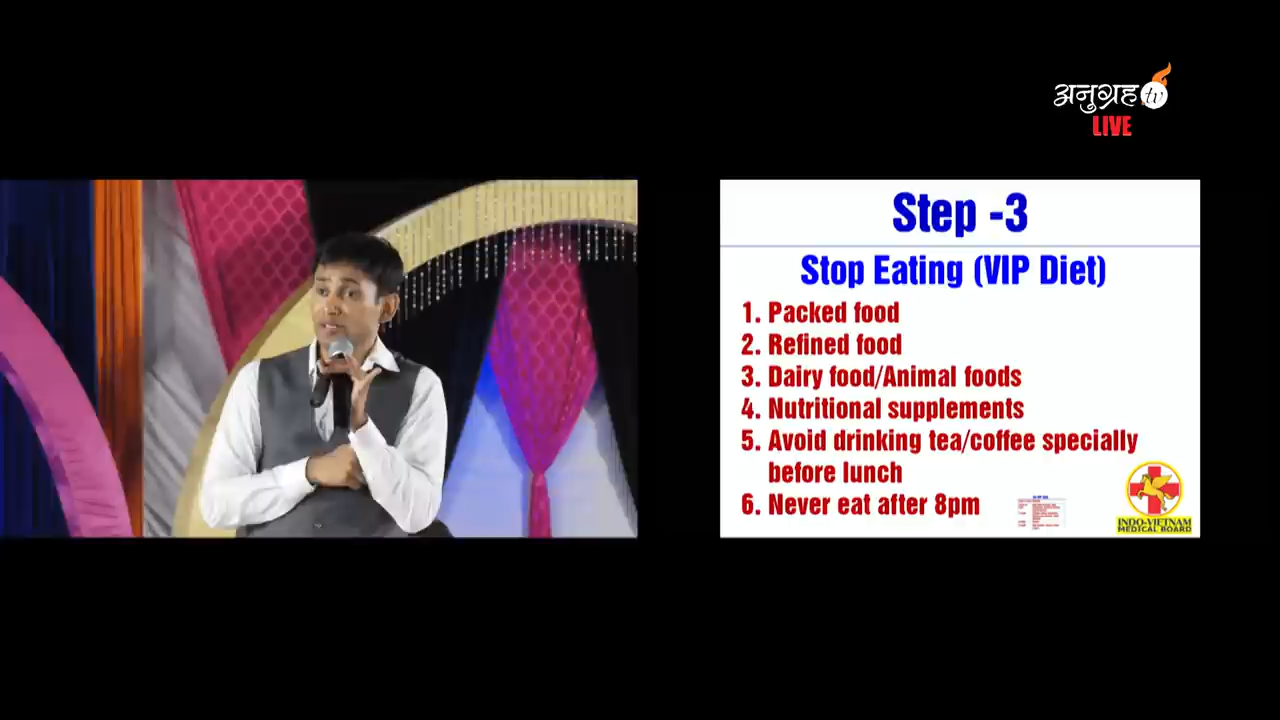 अनुग्रह tv
LIVE
Step -3
Stop Eating (VIP Diet)
1. Packed food
2. Refined food
3. Dairy food/Animal foods
4. Nutritional supplements
5. Avoid drinking tea/coffee specially
before lunch
6. Never eat after 8pm
INDO-VIETNAM
MEDICAL BOARD